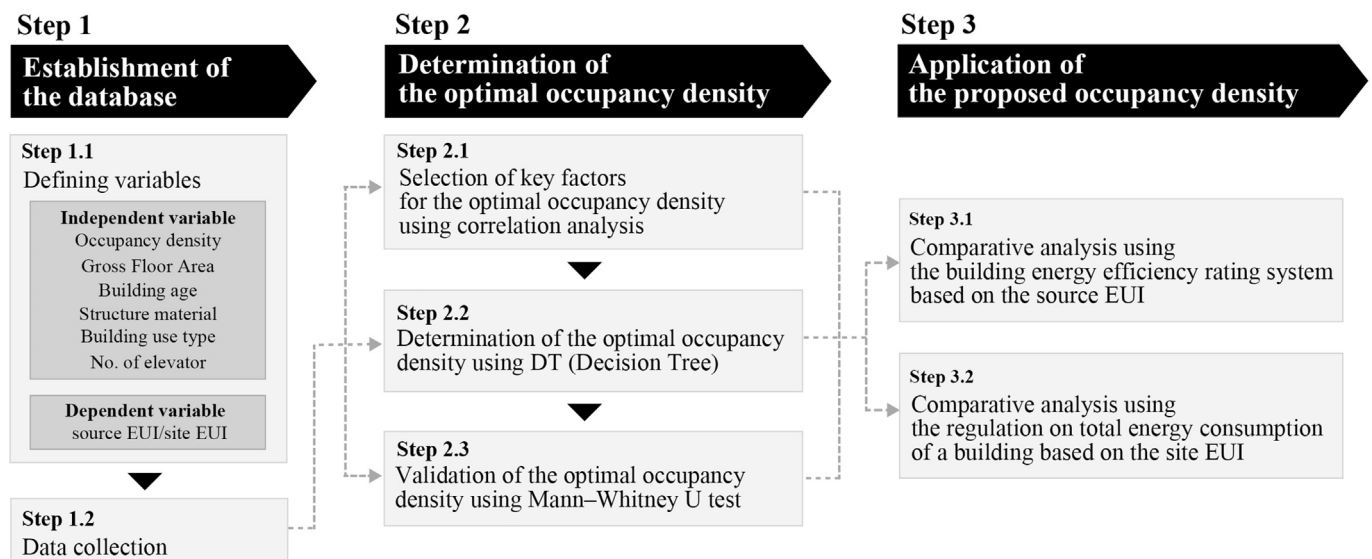 Step 1
Establishment of
the database
Step 1.1
Defining variables
Independent variable
Occupancy density
Gross Floor Area
Building age
Structure material
Building use type
No. of elevator
Dependent variable
source EUI/site EUI
Step 1.2
Data collection
Step 2
Determination of
the optimal occupancy density
Step 2.1
Selection of key factors
for the optimal occupancy density
using correlation analysis
Step 2.2
Determination of the optimal occupancy
density using DT (Decision Tree)
Step 2.3
Validation of the optimal occupancy
density using Mann–Whitney U test
Step 3
Application of
the proposed occupancy density
Step 3.1
Comparative analysis using
the building energy efficiency rating system
based on the source EUI
Step 3.2
Comparative analysis using
the regulation on total energy consumption
of a building based on the site EUI